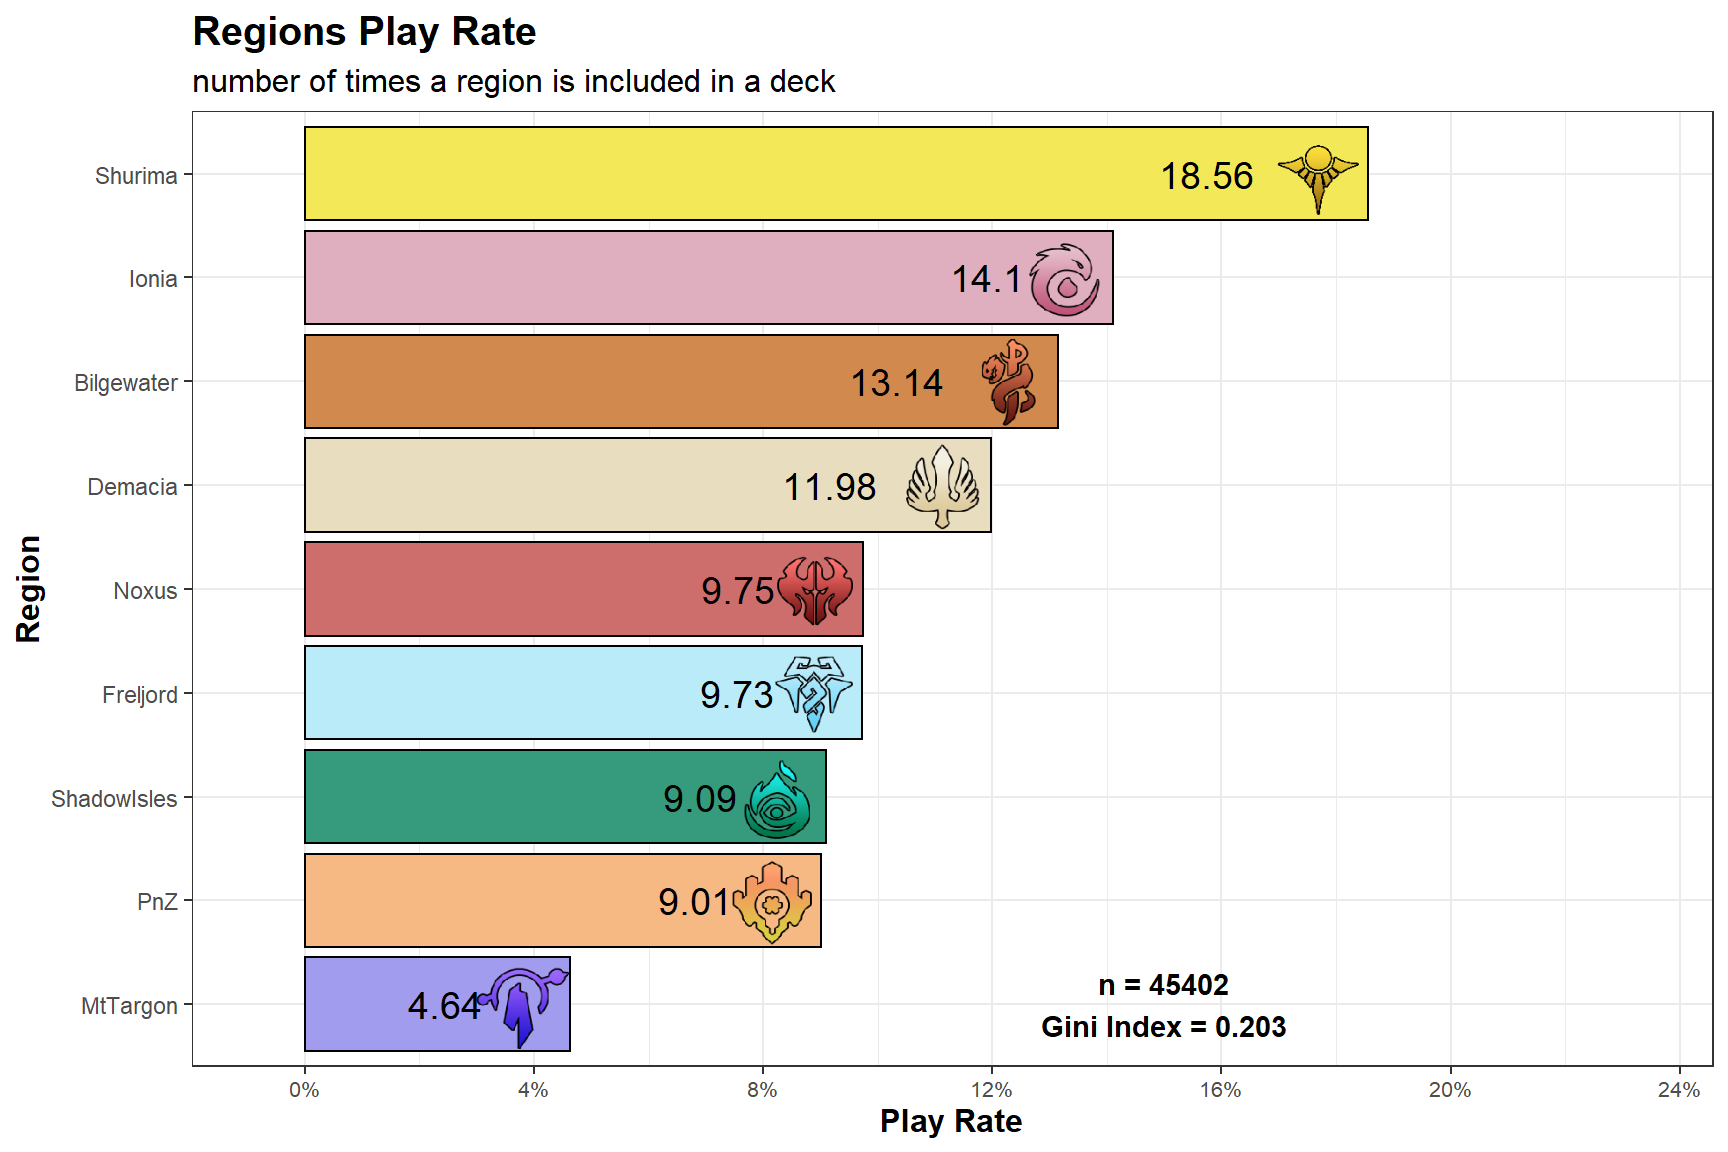 Regions Play Rate
number of times a region is included in a deck
Region
Shurima
18.56
Ionia
14.1
Bilgewater
13.14
Demacia
11.98
Noxus
9.75
Freljord
9.73
ShadowIsles
9.09
PnZ
9.01
MtTargon
4.64
n = 45402
Gini Index = 0.203
0% 4% 8% 12% 16% 20% 24%
Play Rate